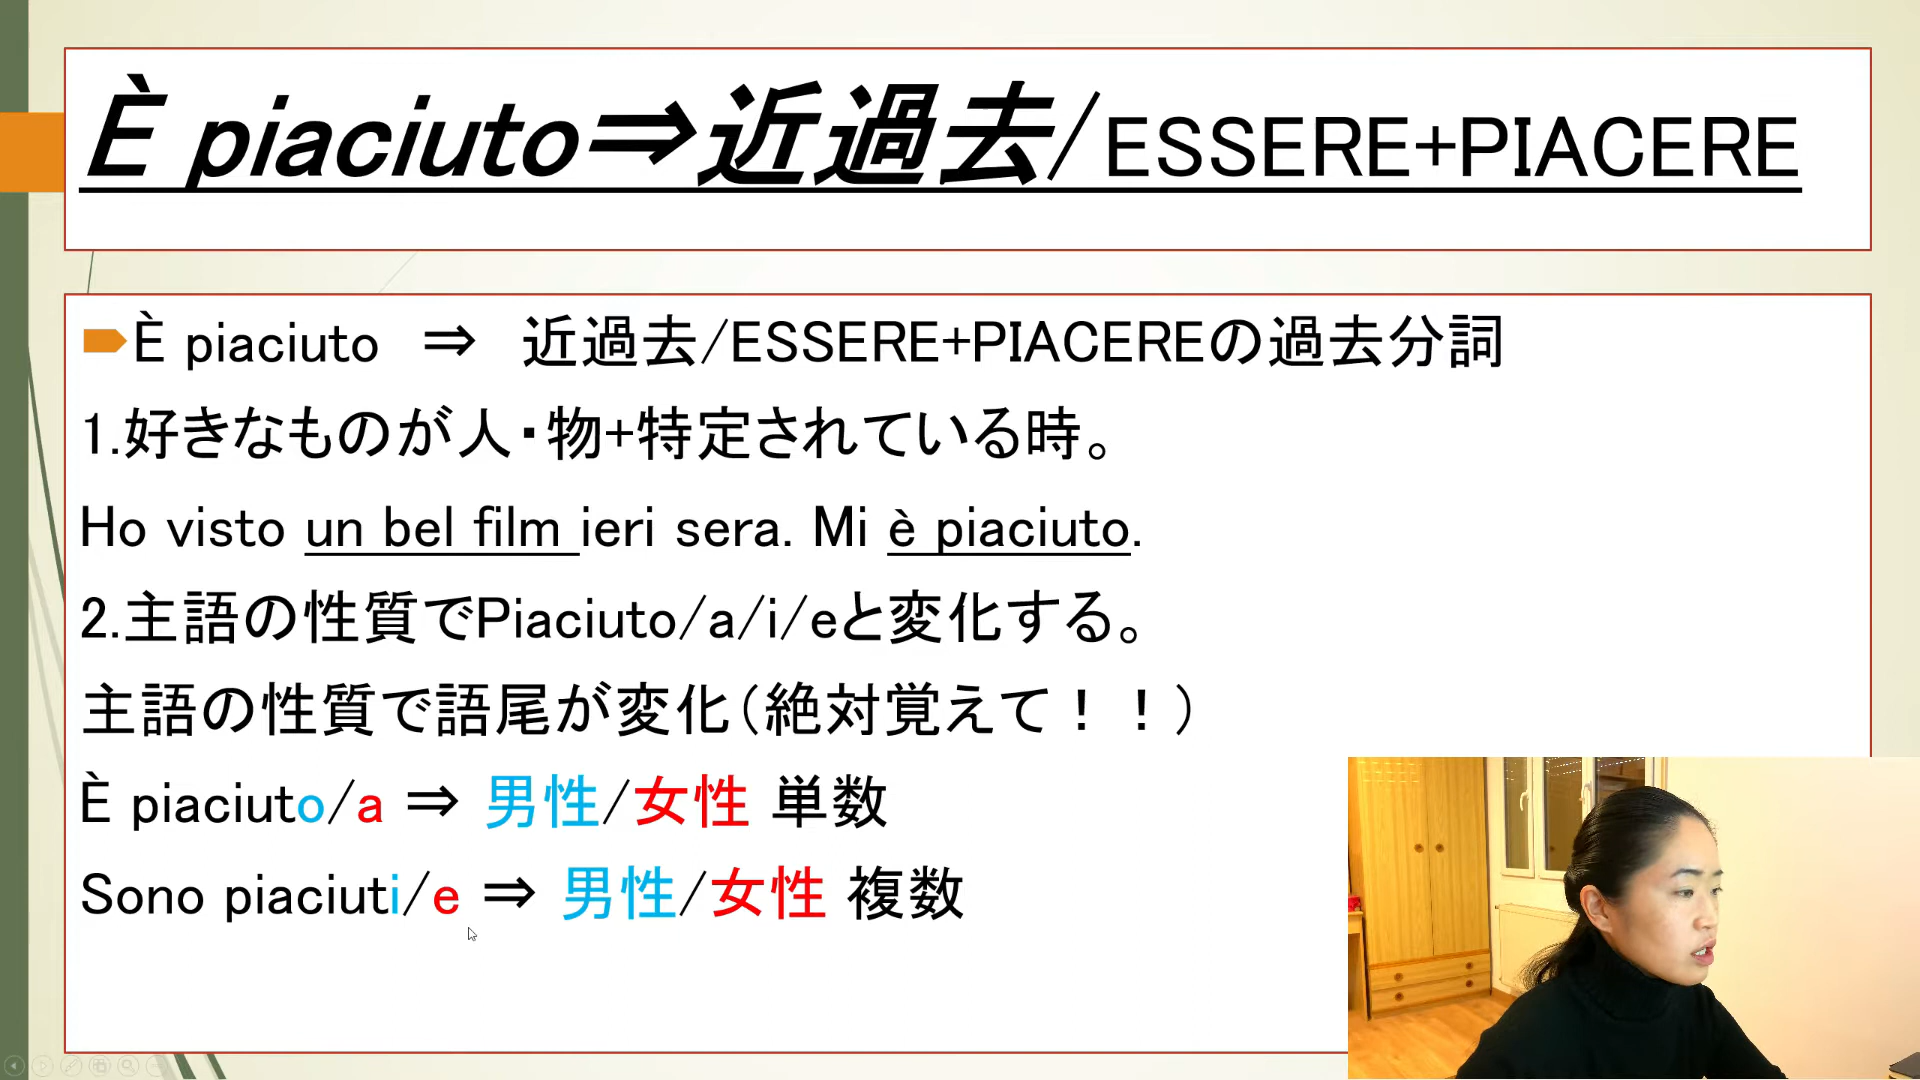 È piaciuto⇒近過去/ESSERE+PIACERE
È piaciuto ⇒ 近過去/ESSERE+PIACEREの過去分詞
1.好きなものが人・物+特定されている時。
Ho visto un bel film ieri sera. Mi è piaciuto.
2.主語の性質でPiaciuto/a/i/eと変化する。
主語の性質で語尾が変化(絶対覚えて！！)
È piaciuto/a ⇒ 男性/女性 単数
Sono piaciuti/e ⇒ 男性/女性 複数